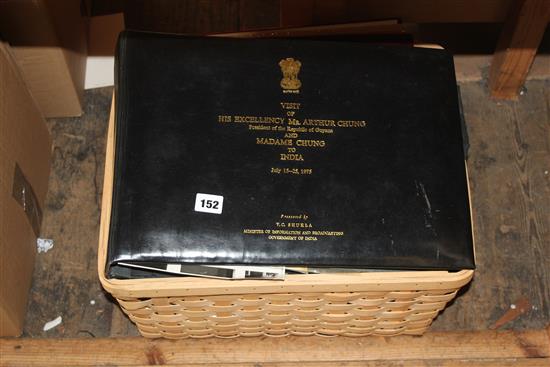 VISIT
OF
HIS EXCELLENCY Mr. ARTHUR CHUNG
President of the Republic of Guyana
AND
MADAME CHUNG
TO
INDIA
July 15-25, 1975
152
Presented by
V. C. SHUKLA
MINISTER OF INFORMATION AND BROADCASTING
GOVERNMENT OF INDIA